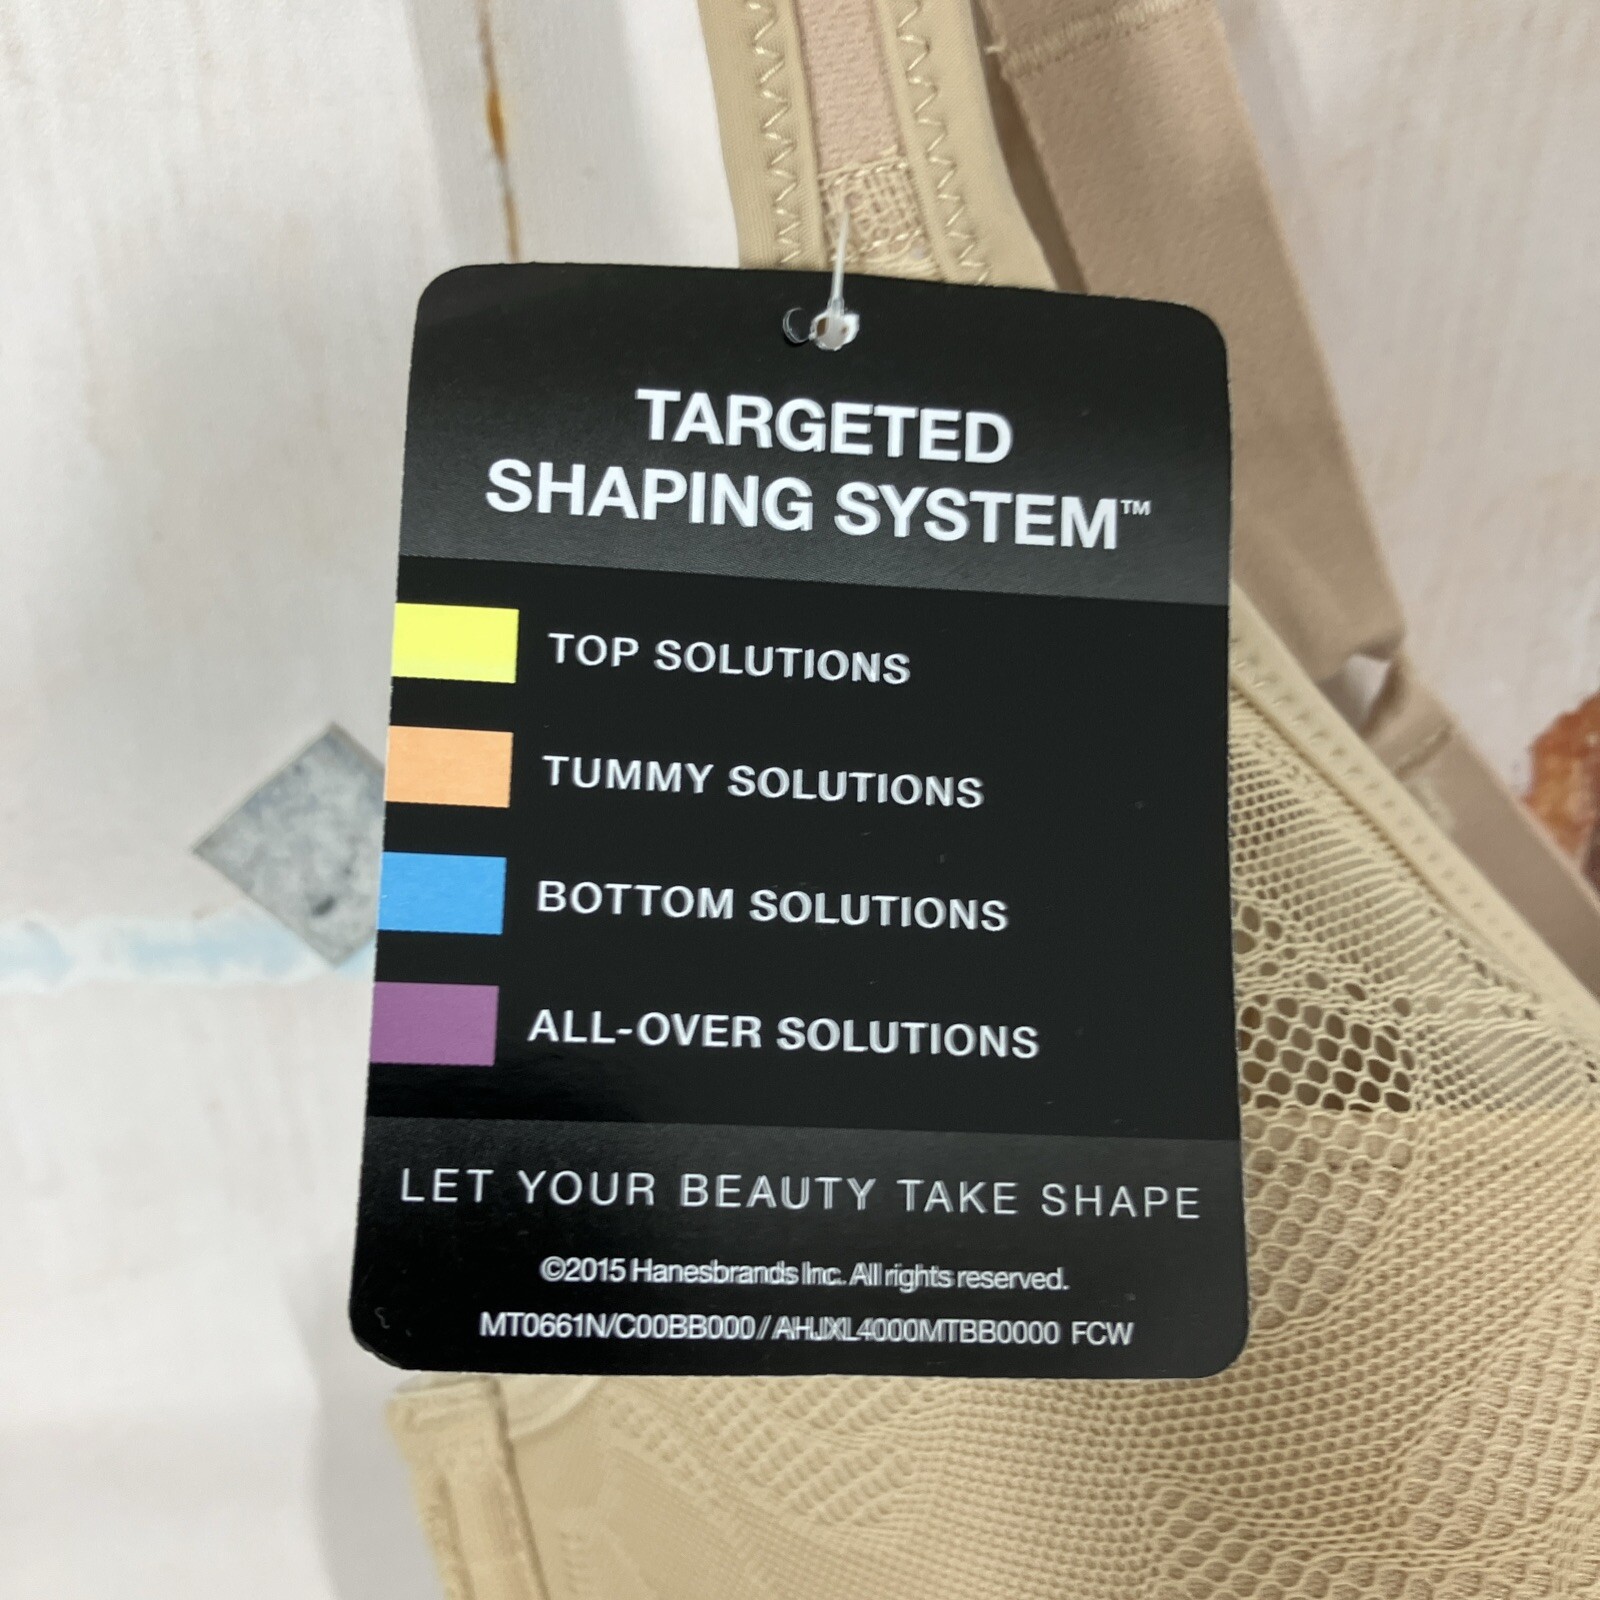 TARGETED
SHAPING SYSTEM™
TOP SOLUTIONS
TUMMY SOLUTIONS
BOTTOM SOLUTIONS
ALL-OVER SOLUTIONS
LET YOUR BEAUTY TAKE SHAPE
©2015 Hanesbrands Inc. All rights reserved.
MT0661N/C00BB000/AHJXL4000MTBB0000 FCW